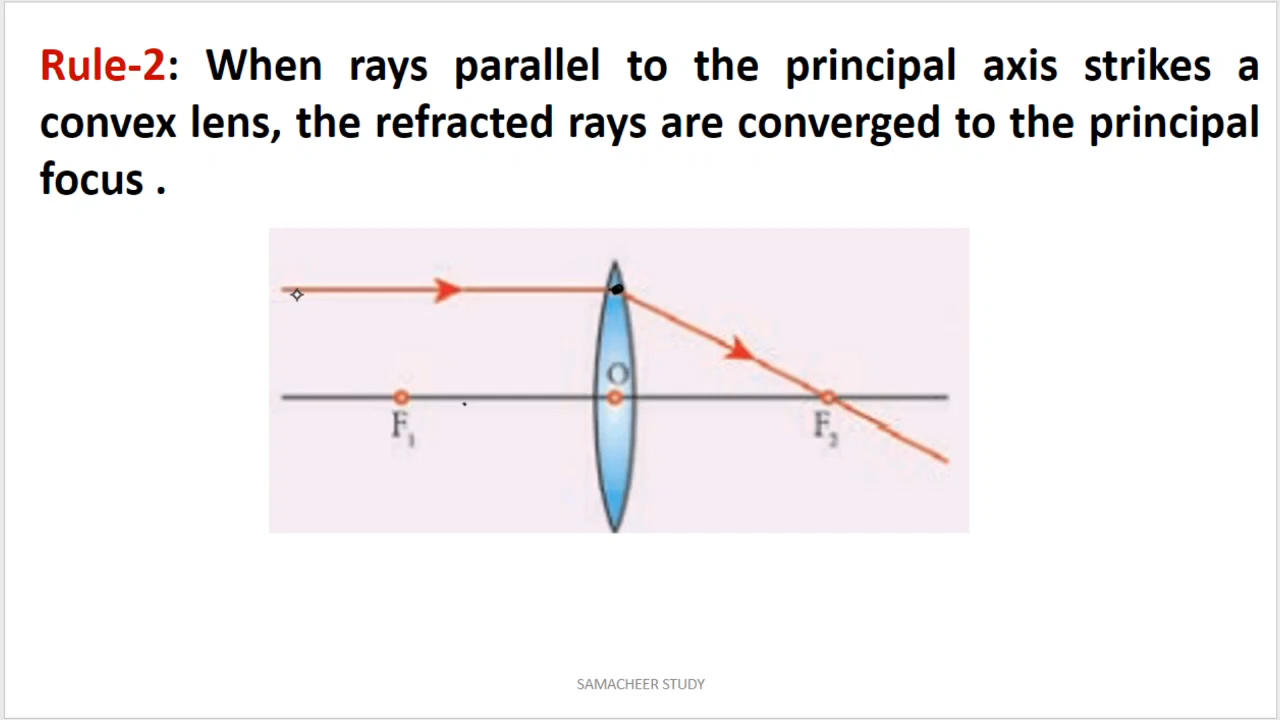 Rule-2: When rays parallel to the principal axis strikes a
convex lens, the refracted rays are converged to the principal
focus .
O
F₁
F₂
SAMACHEER STUDY